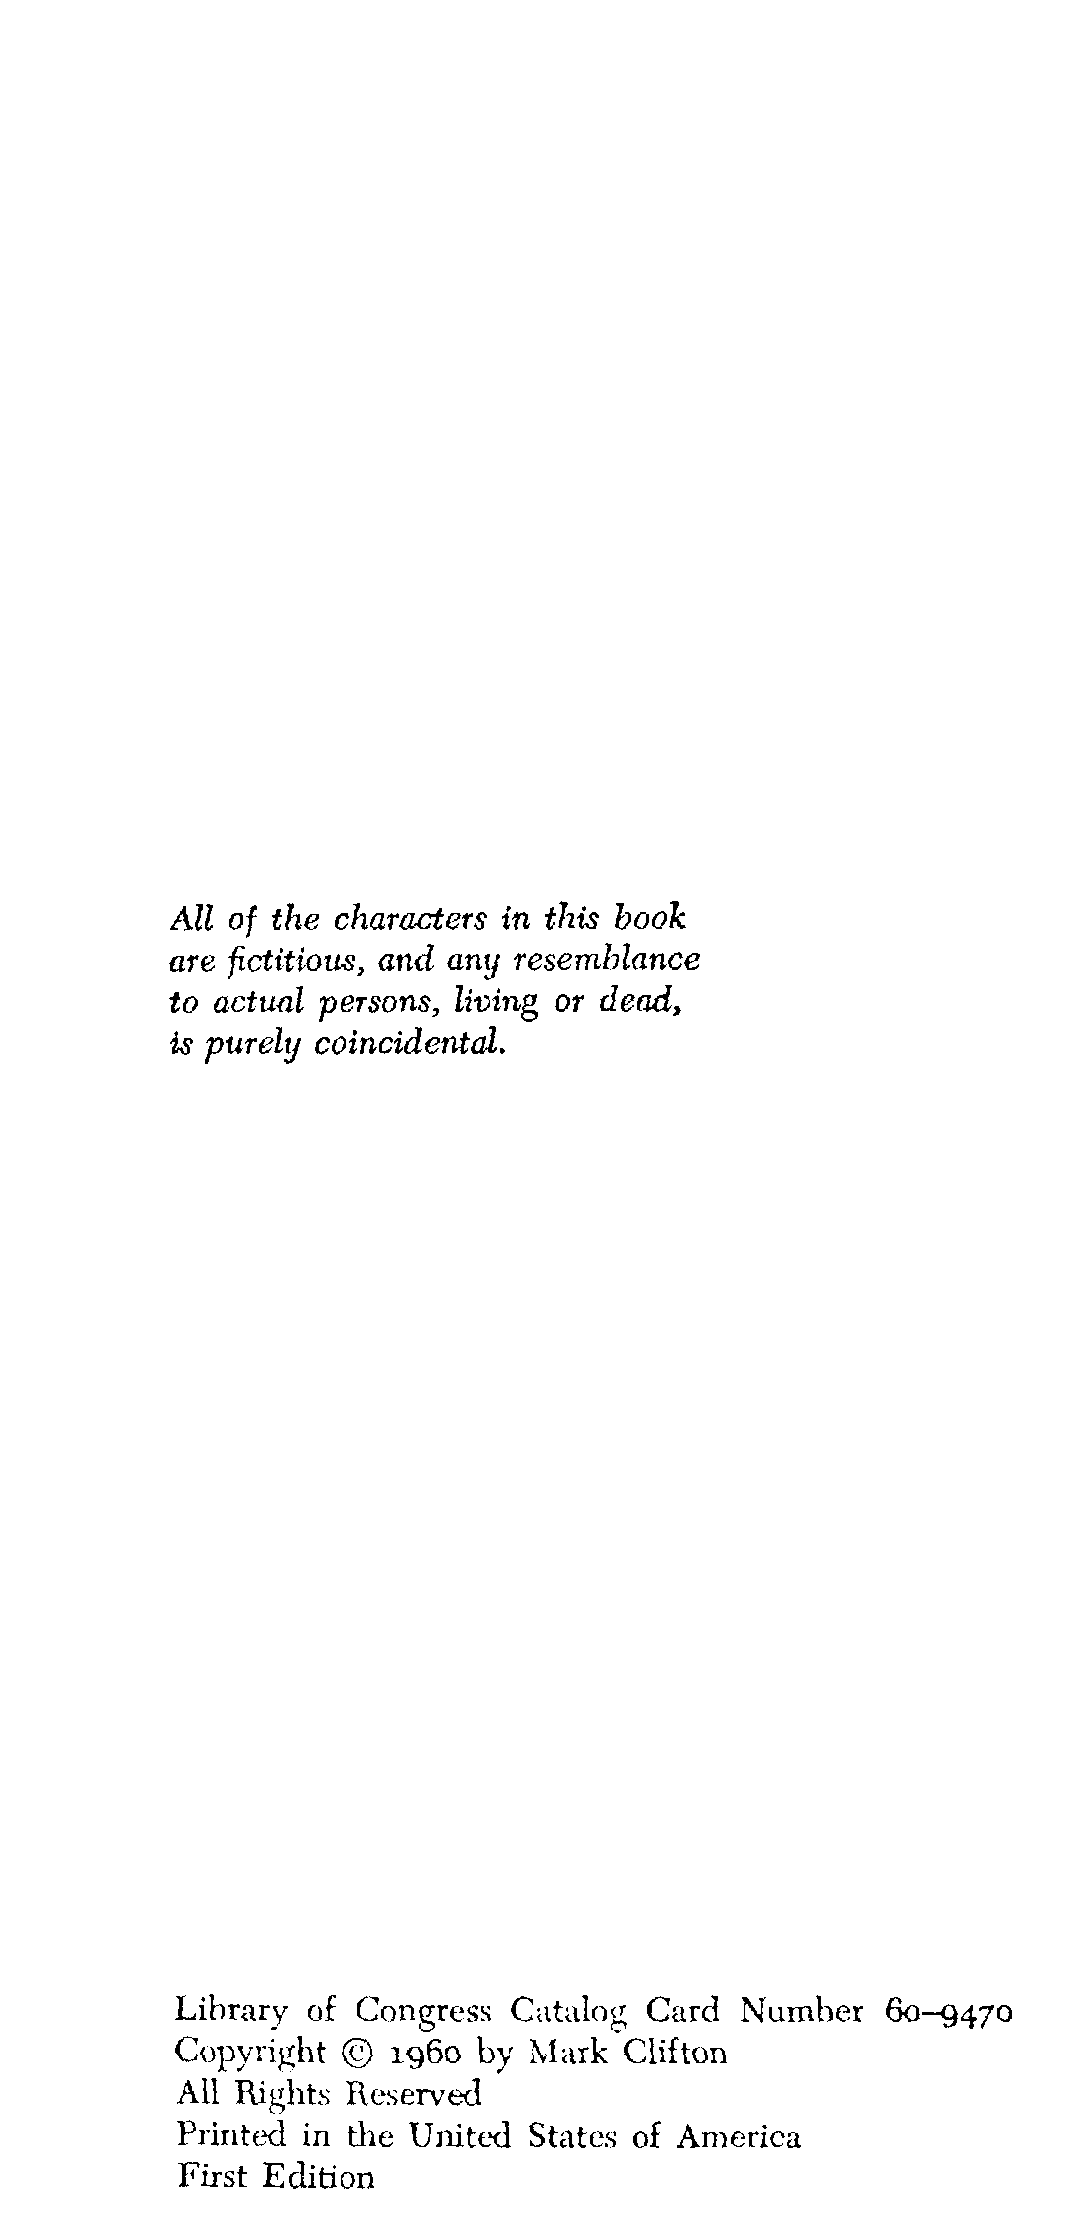 All of the characters in this book
are fictitious, and any resemblance
to actual persons, living or dead,
is purely coincidental.
Library of Congress Catalog Card Number 60–9470
Copyright © 1960 by Mark Clifton
All Rights Reserved
Printed in the United States of America
First Edition